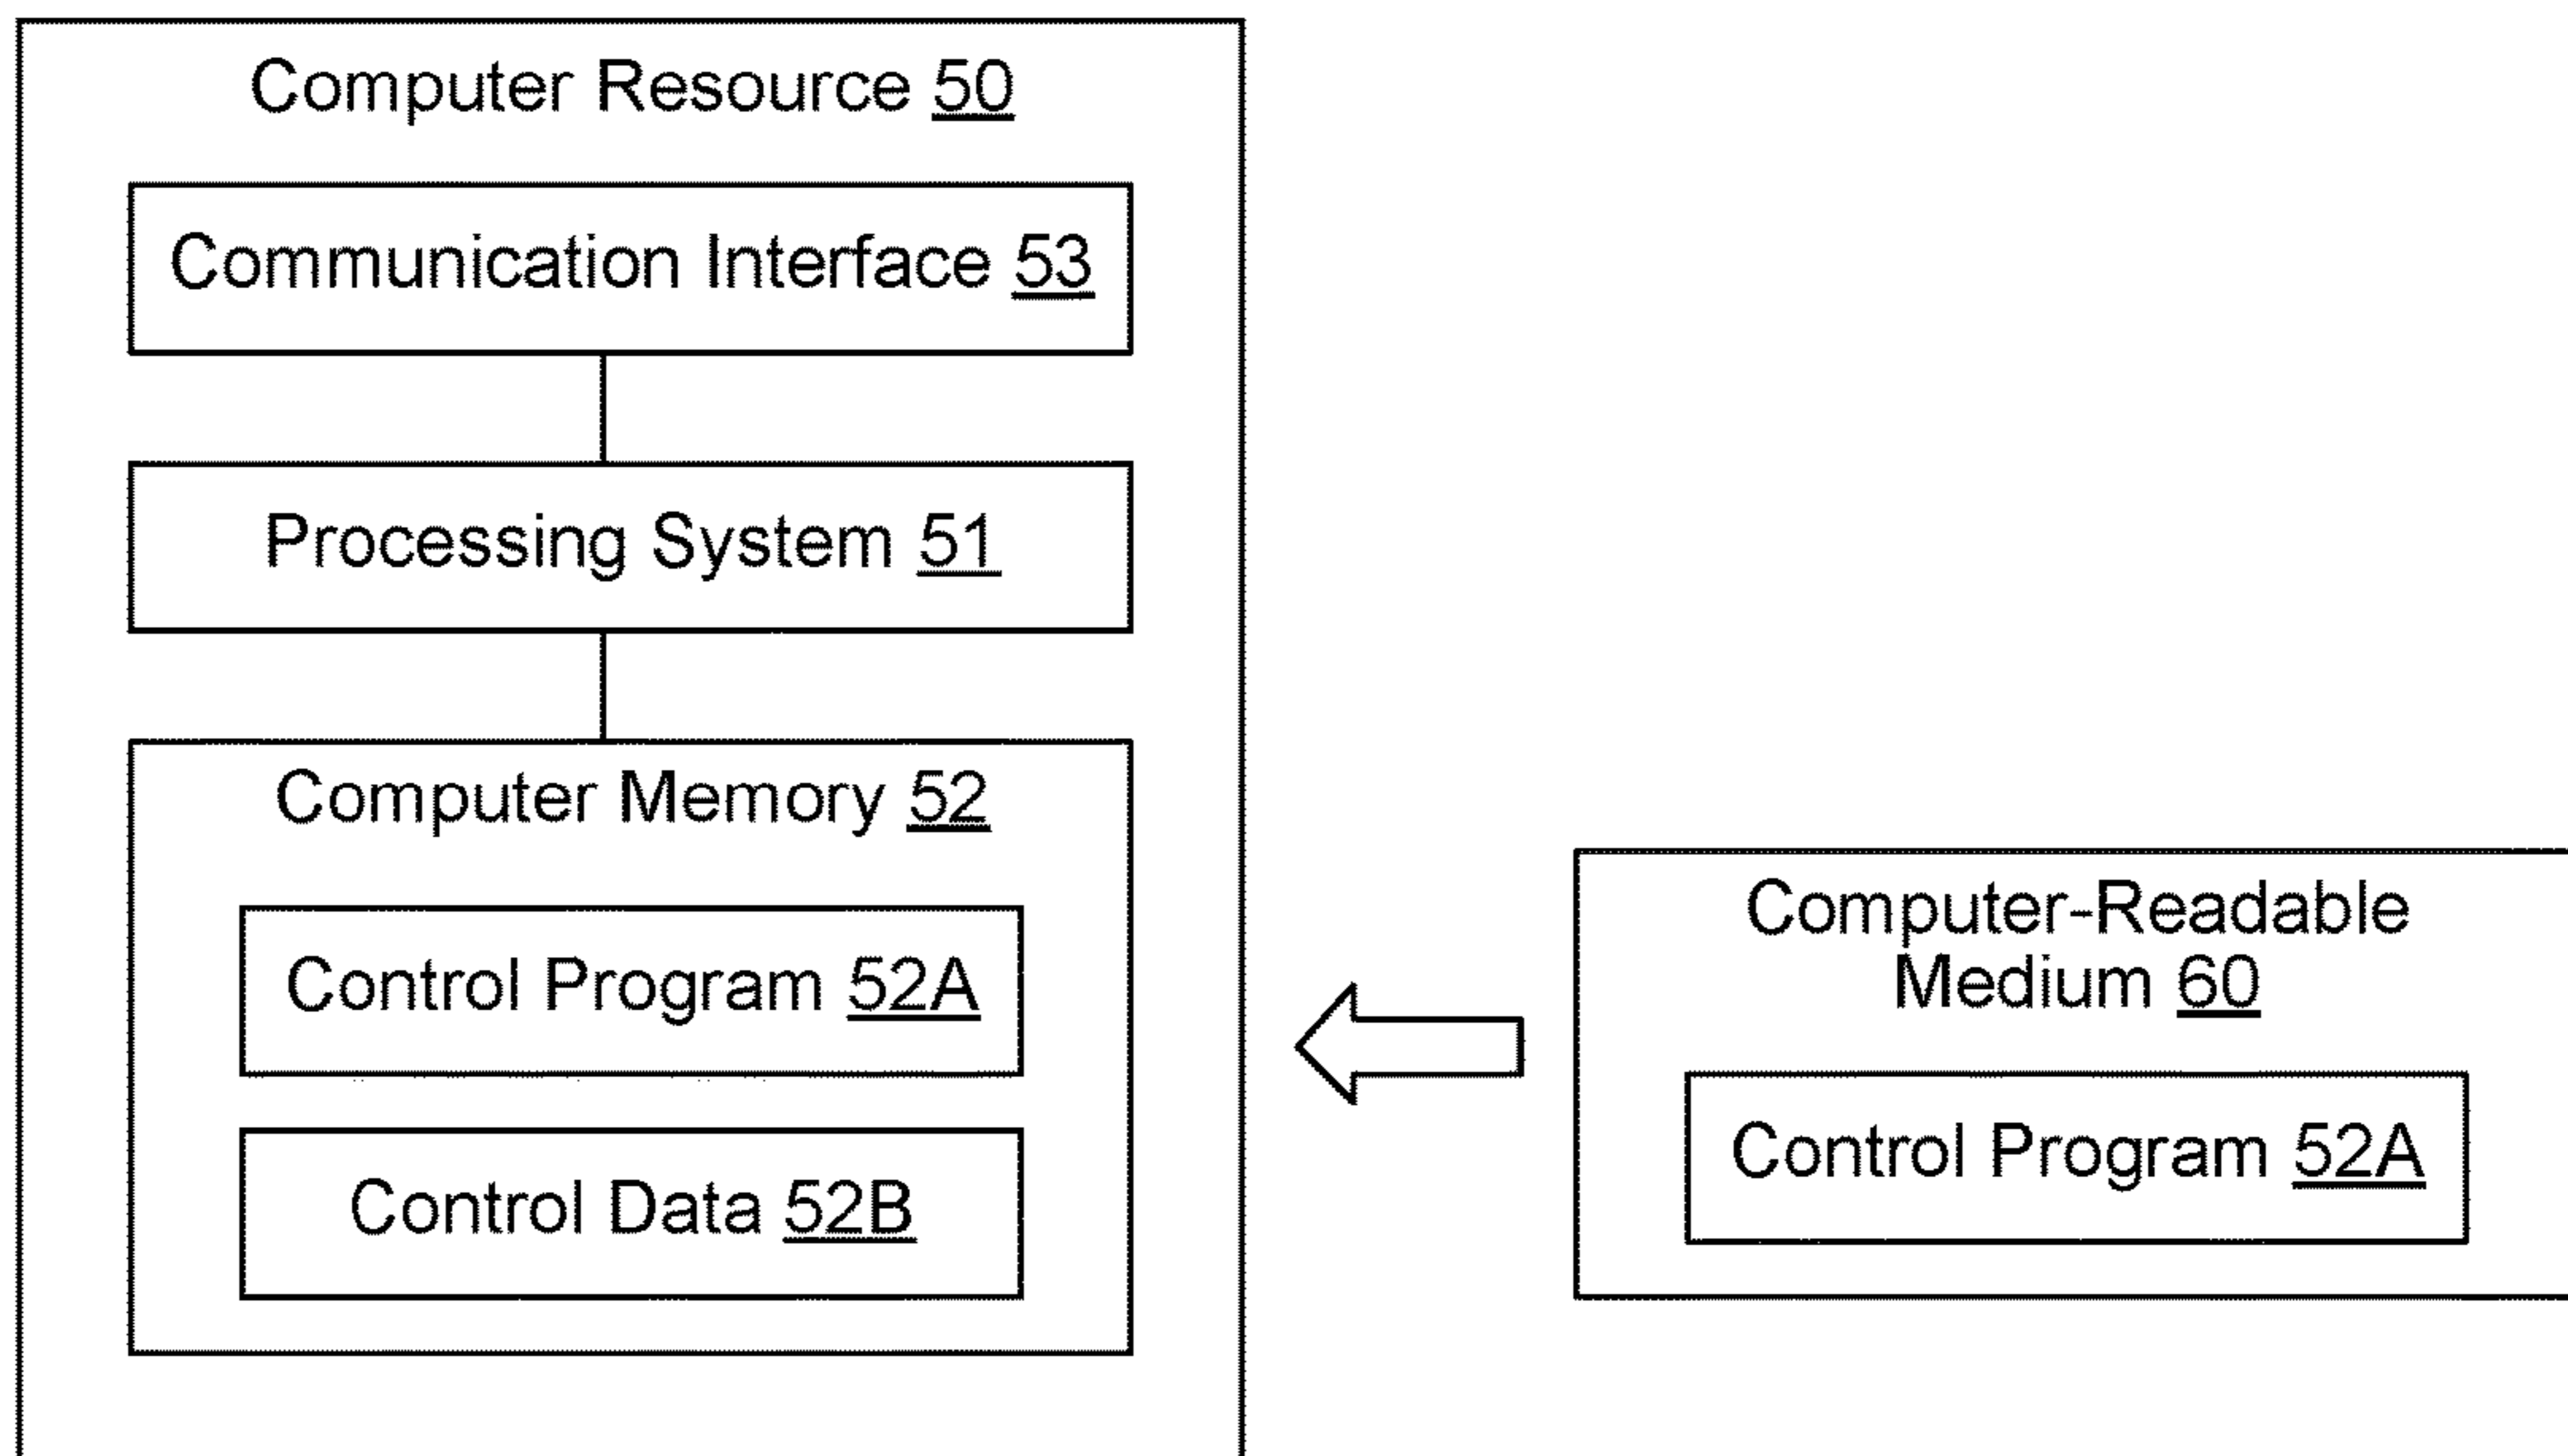 Computer Resource 50
Communication Interface 53
Processing System 51
Computer Memory 52
Control Program 52A
Control Data 52B
Computer-Readable
Medium 60
Control Program 52A